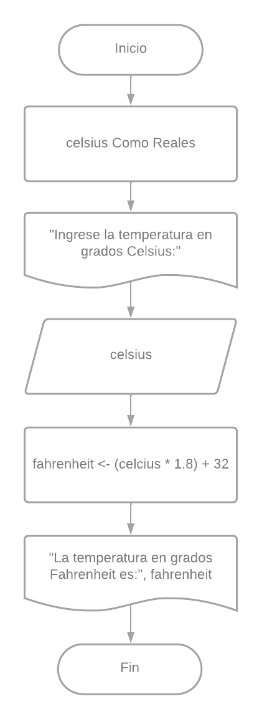 Inicio
celsius Como Reales
"Ingrese la temperatura en
grados Celsius:"
celsius
fahrenheit <- (celcius * 1.8) + 32
"La temperatura en grados
Fahrenheit es:", fahrenheit
Fin